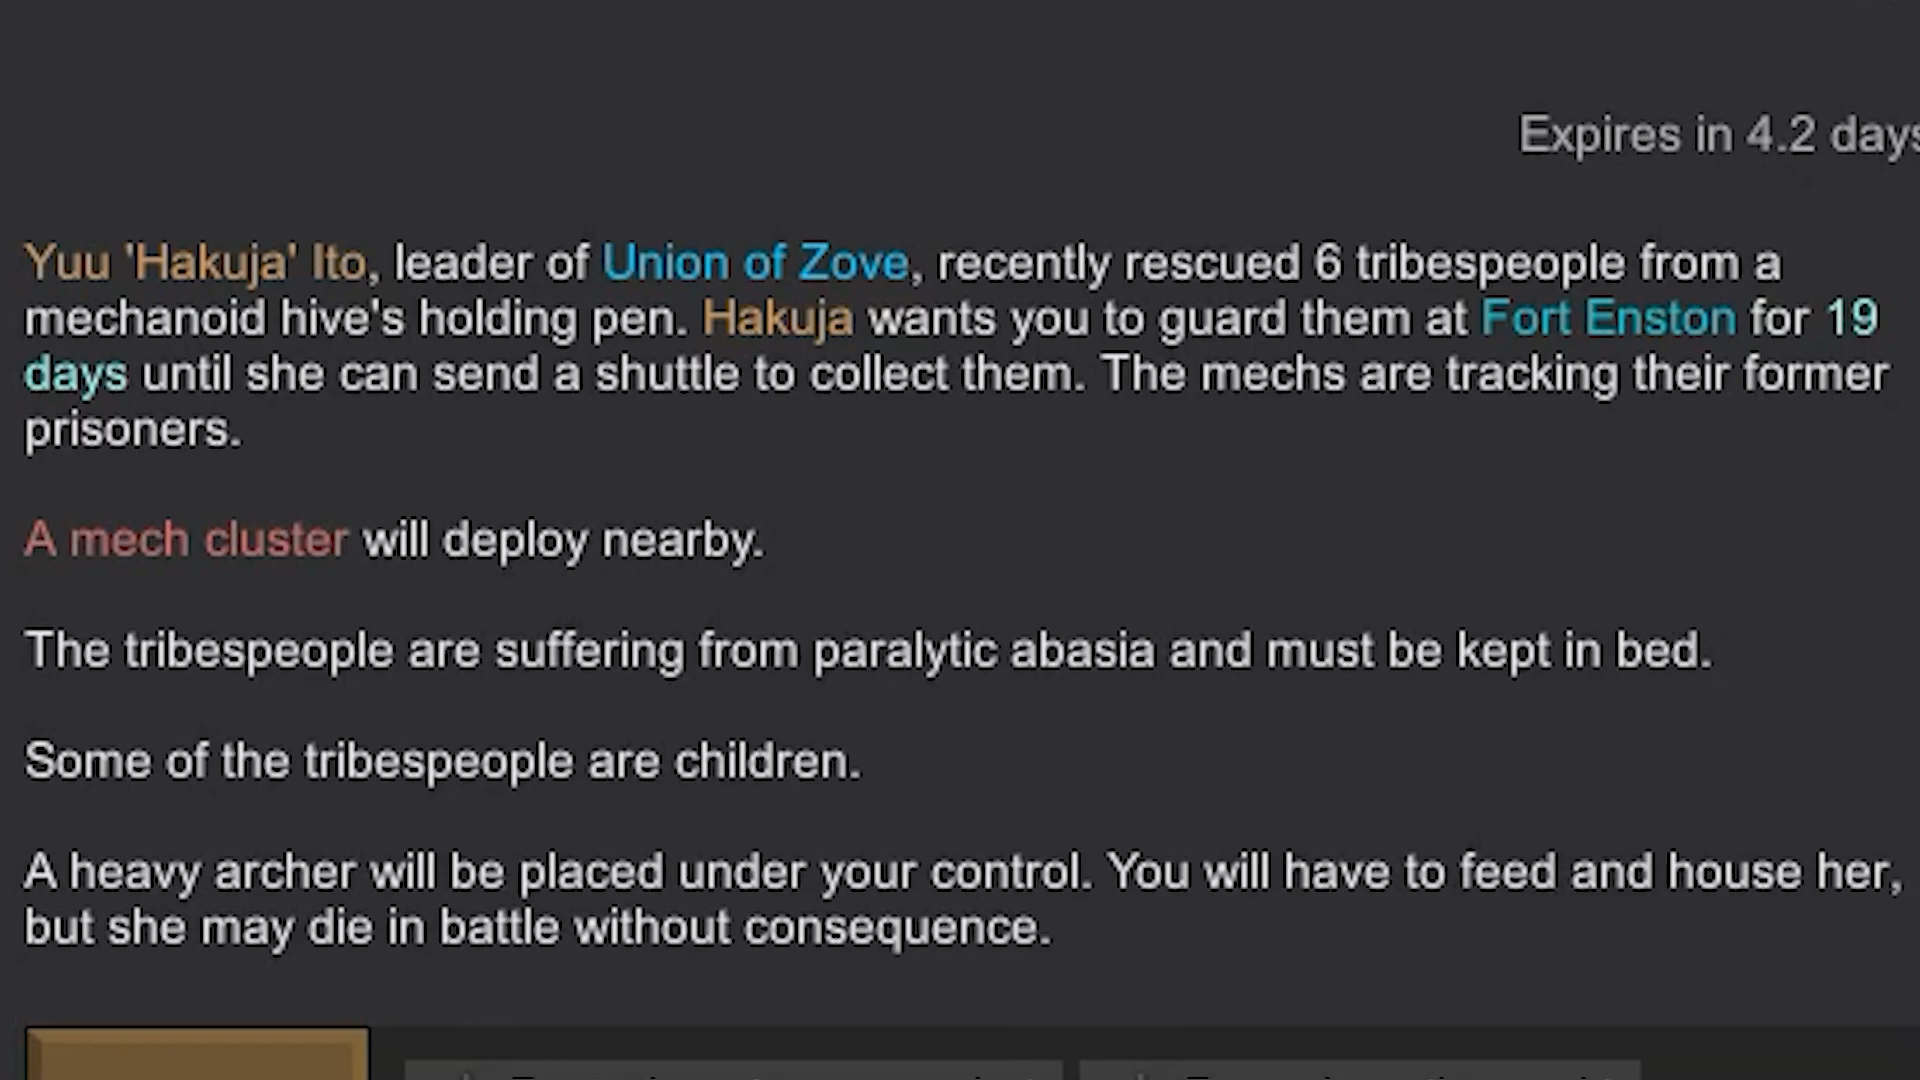 Expires in 4.2 days
Yuu 'Hakuja' Ito, leader of Union of Zove, recently rescued 6 tribespeople from a
mechanoid hive's holding pen. Hakuja wants you to guard them at Fort Enston for 19
days until she can send a shuttle to collect them. The mechs are tracking their former
prisoners.
A mech cluster will deploy nearby.
The tribespeople are suffering from paralytic abasia and must be kept in bed.
Some of the tribespeople are children.
A heavy archer will be placed under your control. You will have to feed and house her,
but she may die in battle without consequence.